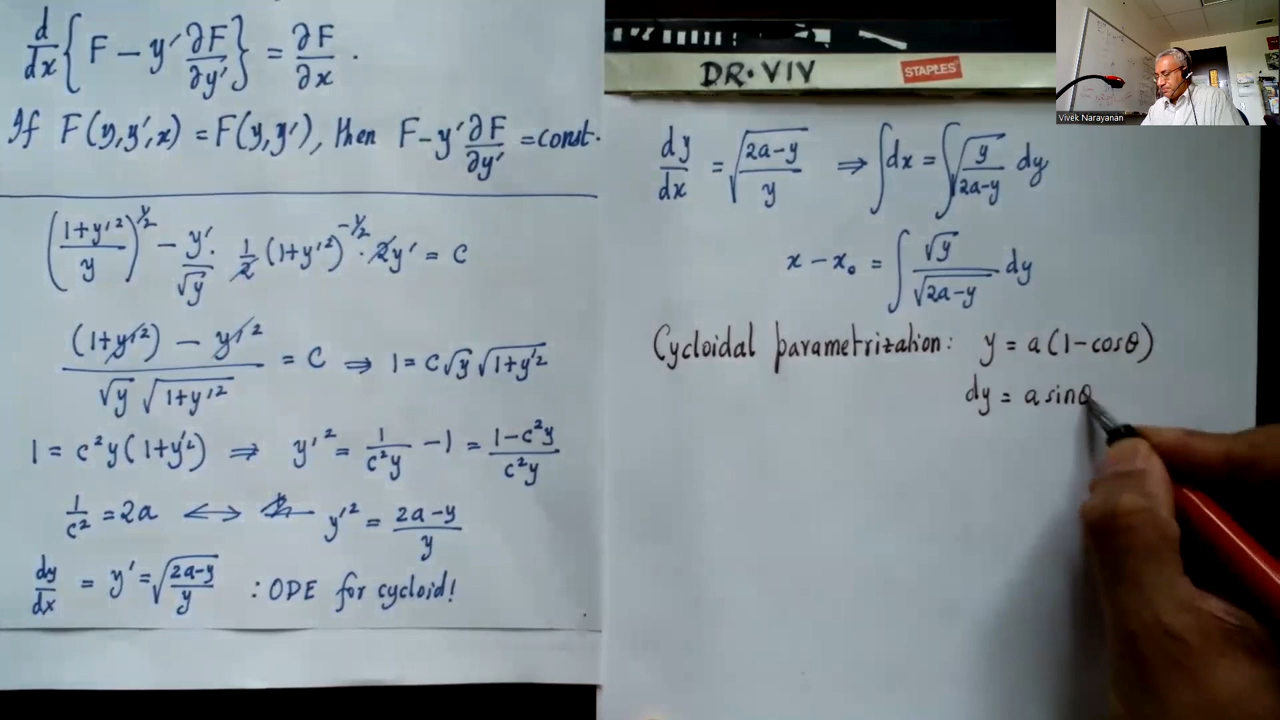 d/dx {F − y′ ∂F/∂y′} = ∂F/∂x .
If F(y,y′,x) = F(y,y′), then F − y′ ∂F/∂y′ = const.
((1+y′²)/y)^½ − y′/√y · 1/2 (1+y′²)^−½ · 2y′ = C
((1+y′²) − y′²)/(√y √(1+y′²)) = C ⇒ 1 = C√y √(1+y′²)
1 = c²y(1+y′²) ⇒ y′² = 1/(c²y) − 1 = (1−c²y)/(c²y)
1/c² = 2a ⟷ y′² = (2a−y)/y
dy/dx = y′ = √((2a−y)/y) : ODE for cycloid!
DR. VIV STAPLES
dy/dx = √((2a−y)/y) ⇒ ∫dx = ∫√(y/(2a−y)) dy
x − x₀ = ∫ √y/√(2a−y) dy
Cycloidal parametrization: y = a(1−cosθ)
dy = a sinθ
Vivek Narayanan